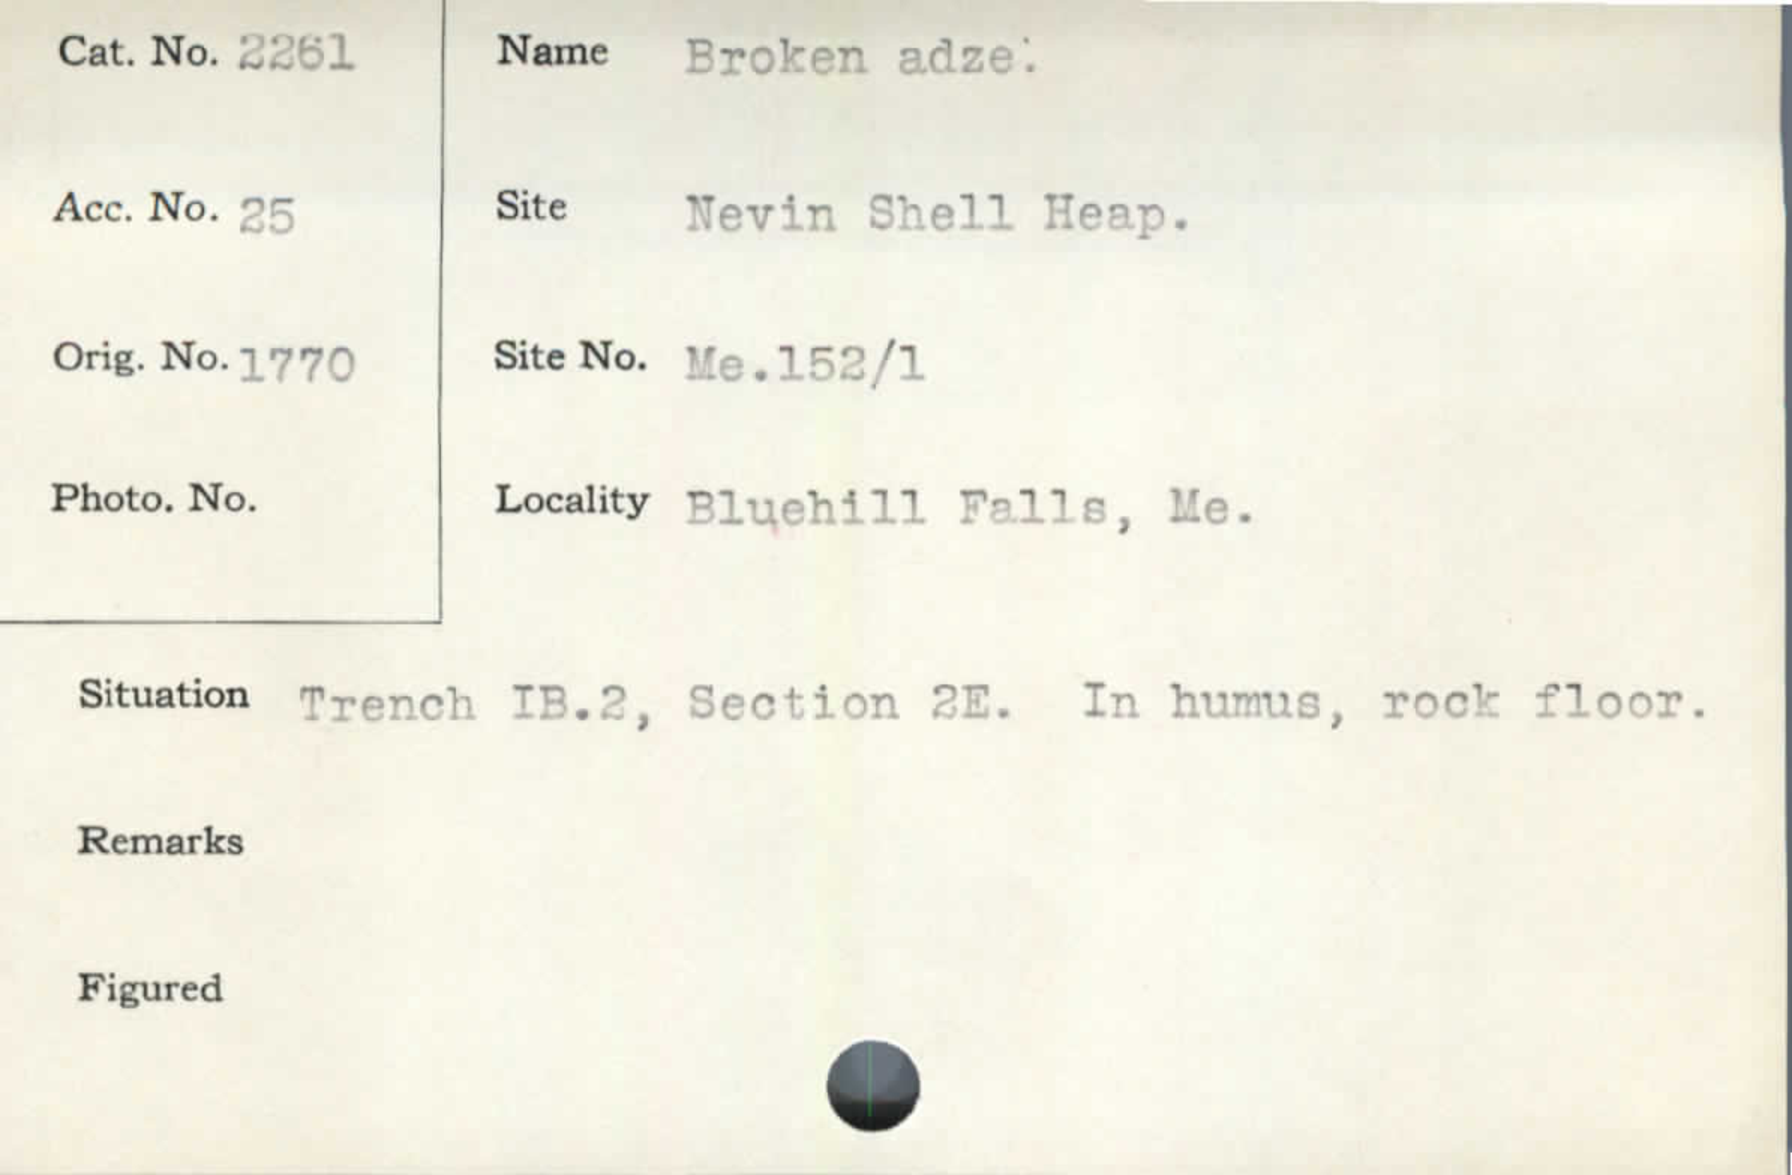 Cat. No. 2261
Name Broken adze.
Acc. No. 25
Site Nevin Shell Heap.
Orig. No. 1770
Site No. Me.152/1
Photo. No.
Locality Bluehill Falls, Me.
Situation Trench IB.2, Section 2E. In humus, rock floor.
Remarks
Figured